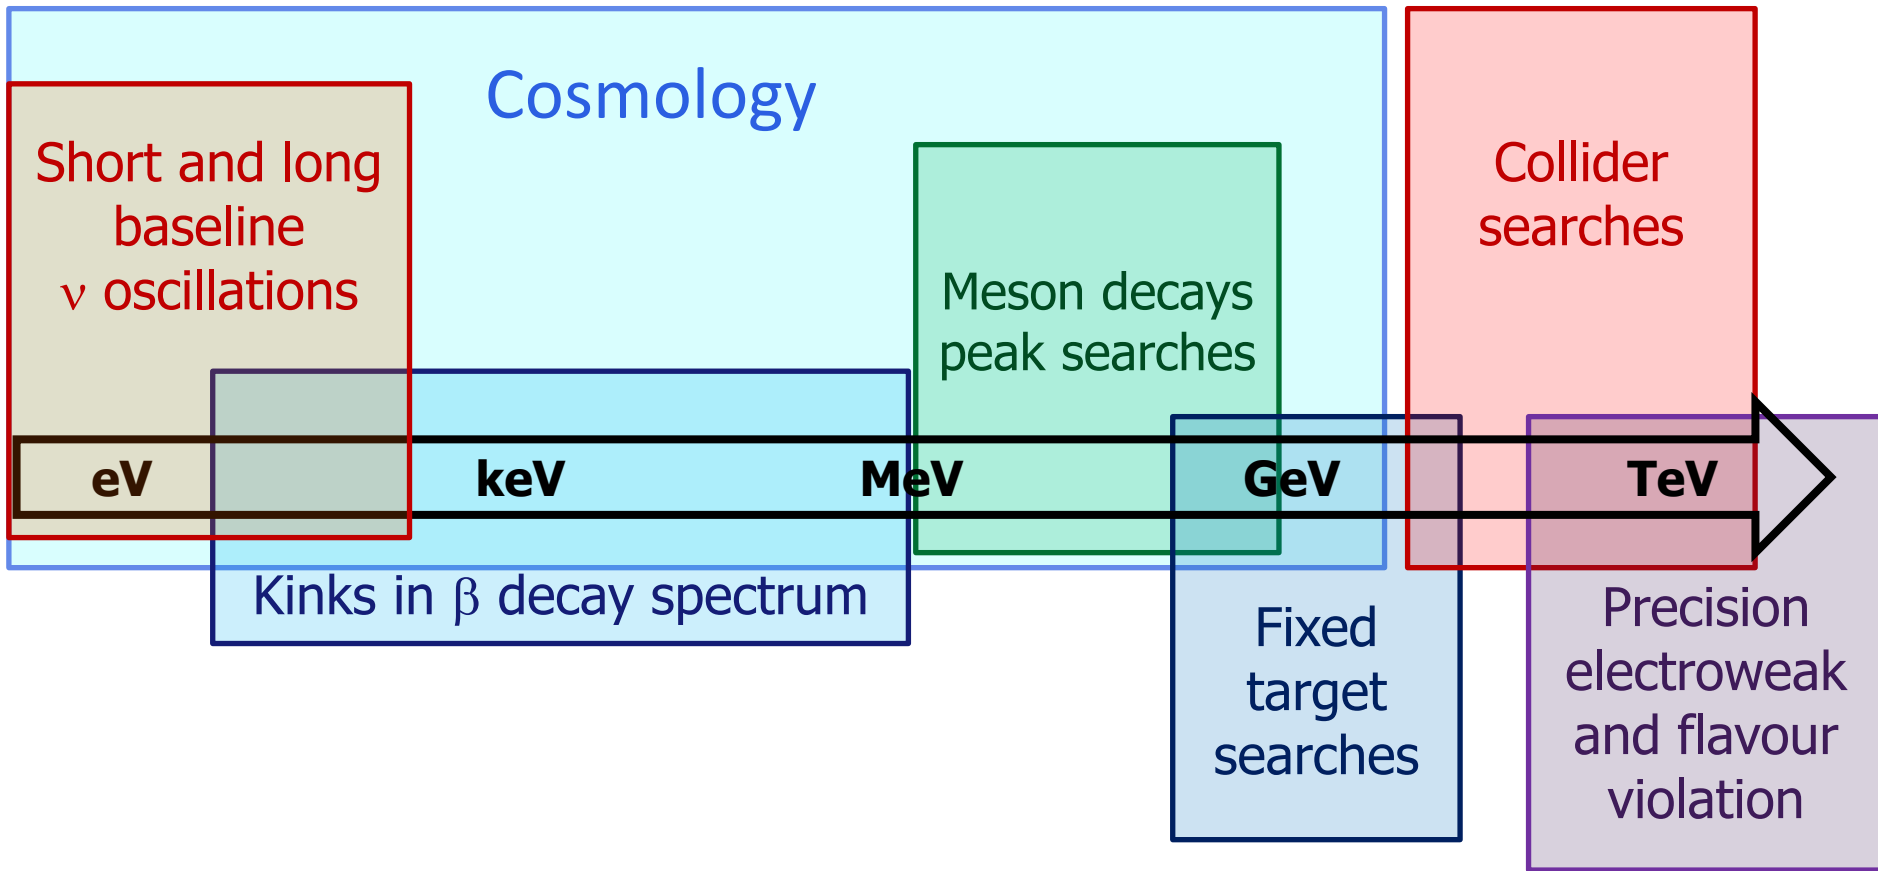 Cosmology
Short and long
baseline
ν oscillations
Collider
searches
Meson decays
peak searches
eV
keV
MeV
GeV
TeV
Kinks in β decay spectrum
Fixed
target
searches
Precision
electroweak
and flavour
violation